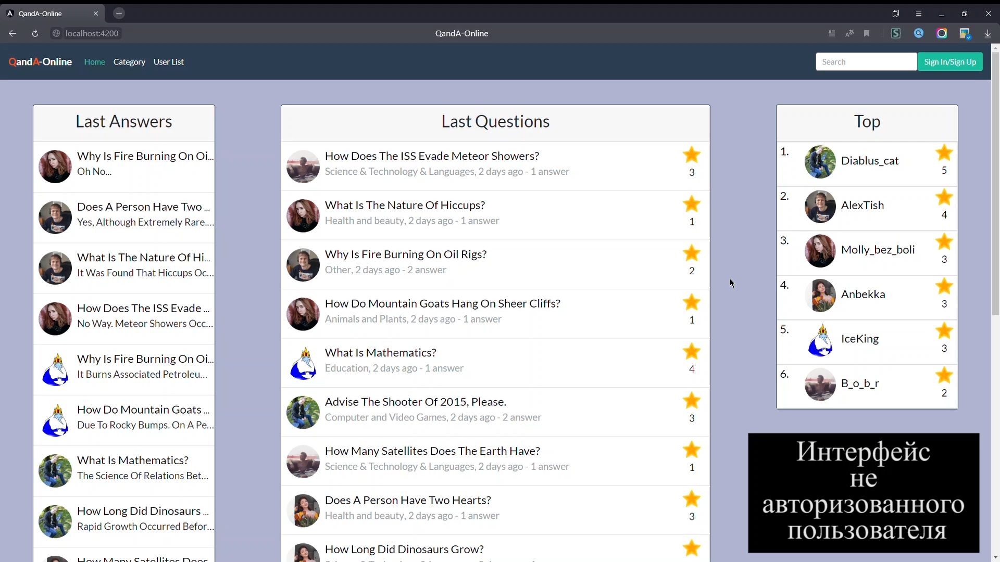 QandA-Online
localhost:4200
QandA-Online
QandA-Online Home Category User List
Search
Sign In/Sign Up
Last Answers
Why Is Fire Burning On Oi...
Oh No...
Does A Person Have Two ...
Yes, Although Extremely Rare....
What Is The Nature Of Hi...
It Was Found That Hiccups Oc...
How Does The ISS Evade ...
No Way. Meteor Showers Occ...
Why Is Fire Burning On Oi...
It Burns Associated Petroleu...
How Do Mountain Goats ...
Due To Rocky Bumps. On A Pe...
What Is Mathematics?
The Science Of Relations Bet...
How Long Did Dinosaurs ...
Rapid Growth Occurred Befor...
How Many Satellites Does
Last Questions
How Does The ISS Evade Meteor Showers?
Science & Technology & Languages, 2 days ago - 1 answer
3
What Is The Nature Of Hiccups?
Health and beauty, 2 days ago - 1 answer
1
Why Is Fire Burning On Oil Rigs?
Other, 2 days ago - 2 answer
2
How Do Mountain Goats Hang On Sheer Cliffs?
Animals and Plants, 2 days ago - 1 answer
1
What Is Mathematics?
Education, 2 days ago - 1 answer
4
Advise The Shooter Of 2015, Please.
Computer and Video Games, 2 days ago - 2 answer
3
How Many Satellites Does The Earth Have?
Science & Technology & Languages, 2 days ago - 1 answer
1
Does A Person Have Two Hearts?
Health and beauty, 2 days ago - 1 answer
3
How Long Did Dinosaurs Grow?
Top
1. Diablus_cat
5
2. AlexTish
4
3. Molly_bez_boli
3
4. Anbekka
3
5. IceKing
3
6. B_o_b_r
2
Интерфейс
не
авторизованного
пользователя